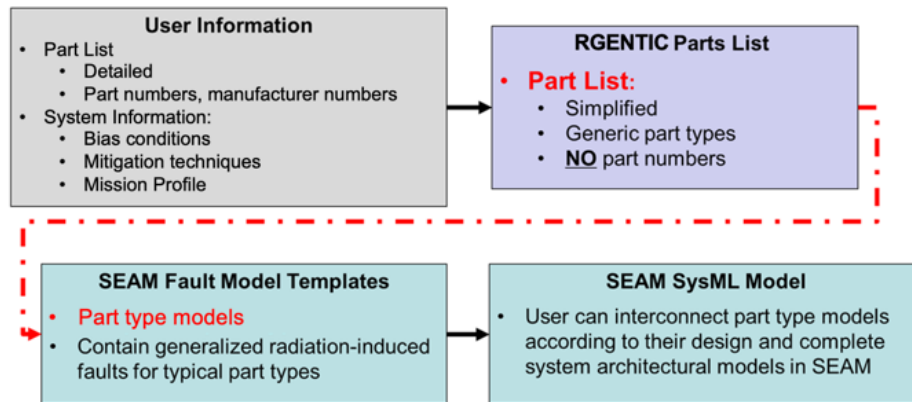 User Information
• Part List
• Detailed
• Part numbers, manufacturer numbers
• System Information:
• Bias conditions
• Mitigation techniques
• Mission Profile
RGENTIC Parts List
• Part List:
• Simplified
• Generic part types
• NO part numbers
SEAM Fault Model Templates
• Part type models
• Contain generalized radiation-induced
faults for typical part types
SEAM SysML Model
• User can interconnect part type models
according to their design and complete
system architectural models in SEAM